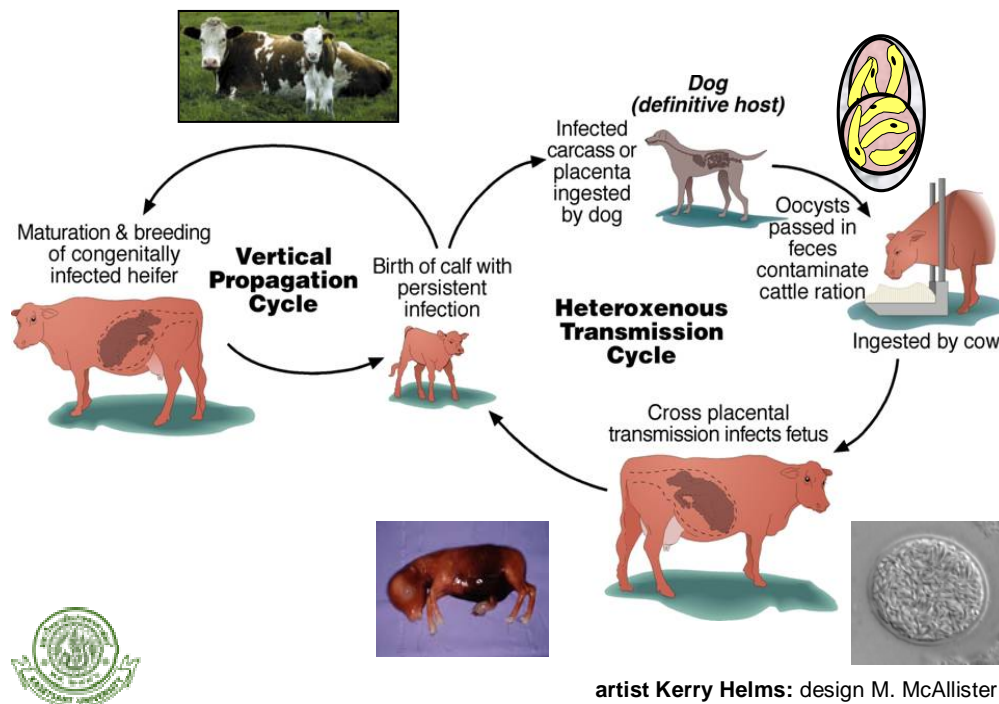 Dog
(definitive host)
Infected
carcass or
placenta
ingested
by dog
Oocysts
passed in
feces
contaminate
cattle ration
Ingested by cow
Maturation & breeding
of congenitally
infected heifer
Vertical
Propagation
Cycle
Birth of calf with
persistent
infection
Heteroxenous
Transmission
Cycle
Cross placental
transmission infects fetus
artist Kerry Helms: design M. McAllister